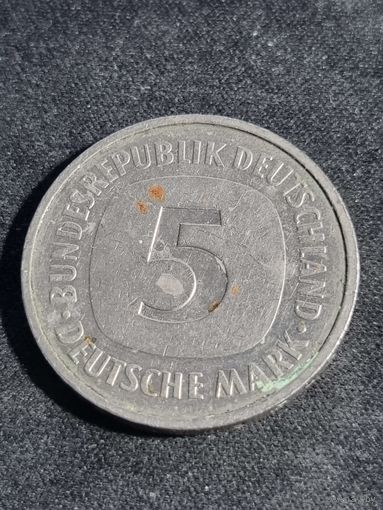 BUNDESREPUBLIK DEUTSCHLAND
5
DEUTSCHE MARK